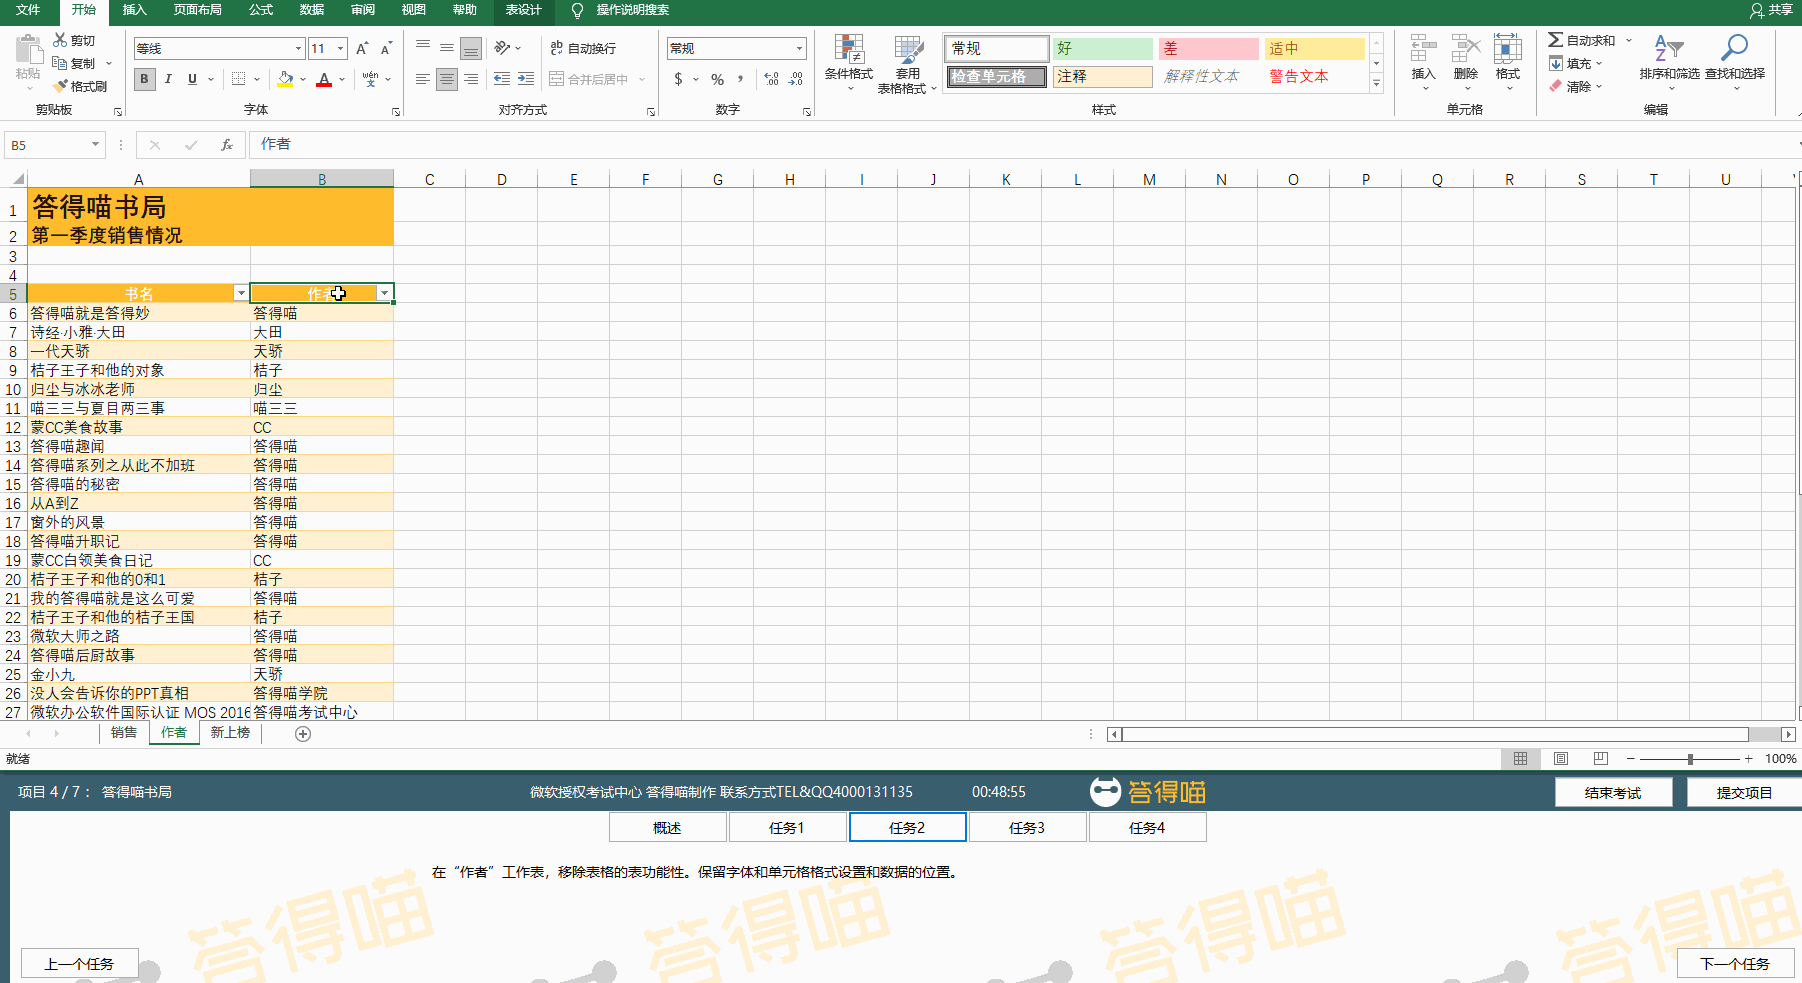 文件 开始 插入 页面布局 公式 数据 审阅 视图 帮助 表设计 操作说明搜索 共享
粘贴 剪切 复制 格式刷 剪贴板
等线 11 B I U A wén 文 字体
ab 自动换行 合并后居中 对齐方式
常规 $ % 数字
条件格式 套用 表格格式
常规 好 差 适中
检查单元格 注释 解释性文本 警告文本
样式
插入 删除 格式 单元格
自动求和 填充 清除 排序和筛选 查找和选择 编辑
B5 fx 作者
A B C D E F G H I J K L M N O P Q R S T U
1 答得喵书局
2 第一季度销售情况
3
4
5 书名 作者
6 答得喵就是答得妙 答得喵
7 诗经·小雅·大田 大田
8 一代天骄 天骄
9 桔子王子和他的对象 桔子
10 归尘与冰冰老师 归尘
11 喵三三与夏目两三事 喵三三
12 蒙CC美食故事 CC
13 答得喵趣闻 答得喵
14 答得喵系列之从此不加班 答得喵
15 答得喵的秘密 答得喵
16 从A到Z 答得喵
17 窗外的风景 答得喵
18 答得喵升职记 答得喵
19 蒙CC白领美食日记 CC
20 桔子王子和他的0和1 桔子
21 我的答得喵就是这么可爱 答得喵
22 桔子王子和他的桔子王国 桔子
23 微软大师之路 答得喵
24 答得喵后厨故事 答得喵
25 金小九 天骄
26 没人会告诉你的PPT真相 答得喵学院
27 微软办公软件国际认证 MOS 2016 答得喵考试中心
销售 作者 新上榜
就绪 100%
项目 4 / 7 : 答得喵书局 微软授权考试中心 答得喵制作 联系方式TEL&QQ4000131135 00:48:55 答得喵 结束考试 提交项目
概述 任务1 任务2 任务3 任务4
在“作者”工作表，移除表格的表功能性。保留字体和单元格格式设置和数据的位置。
答得喵 答得喵 答得喵 答得喵
上一个任务 下一个任务